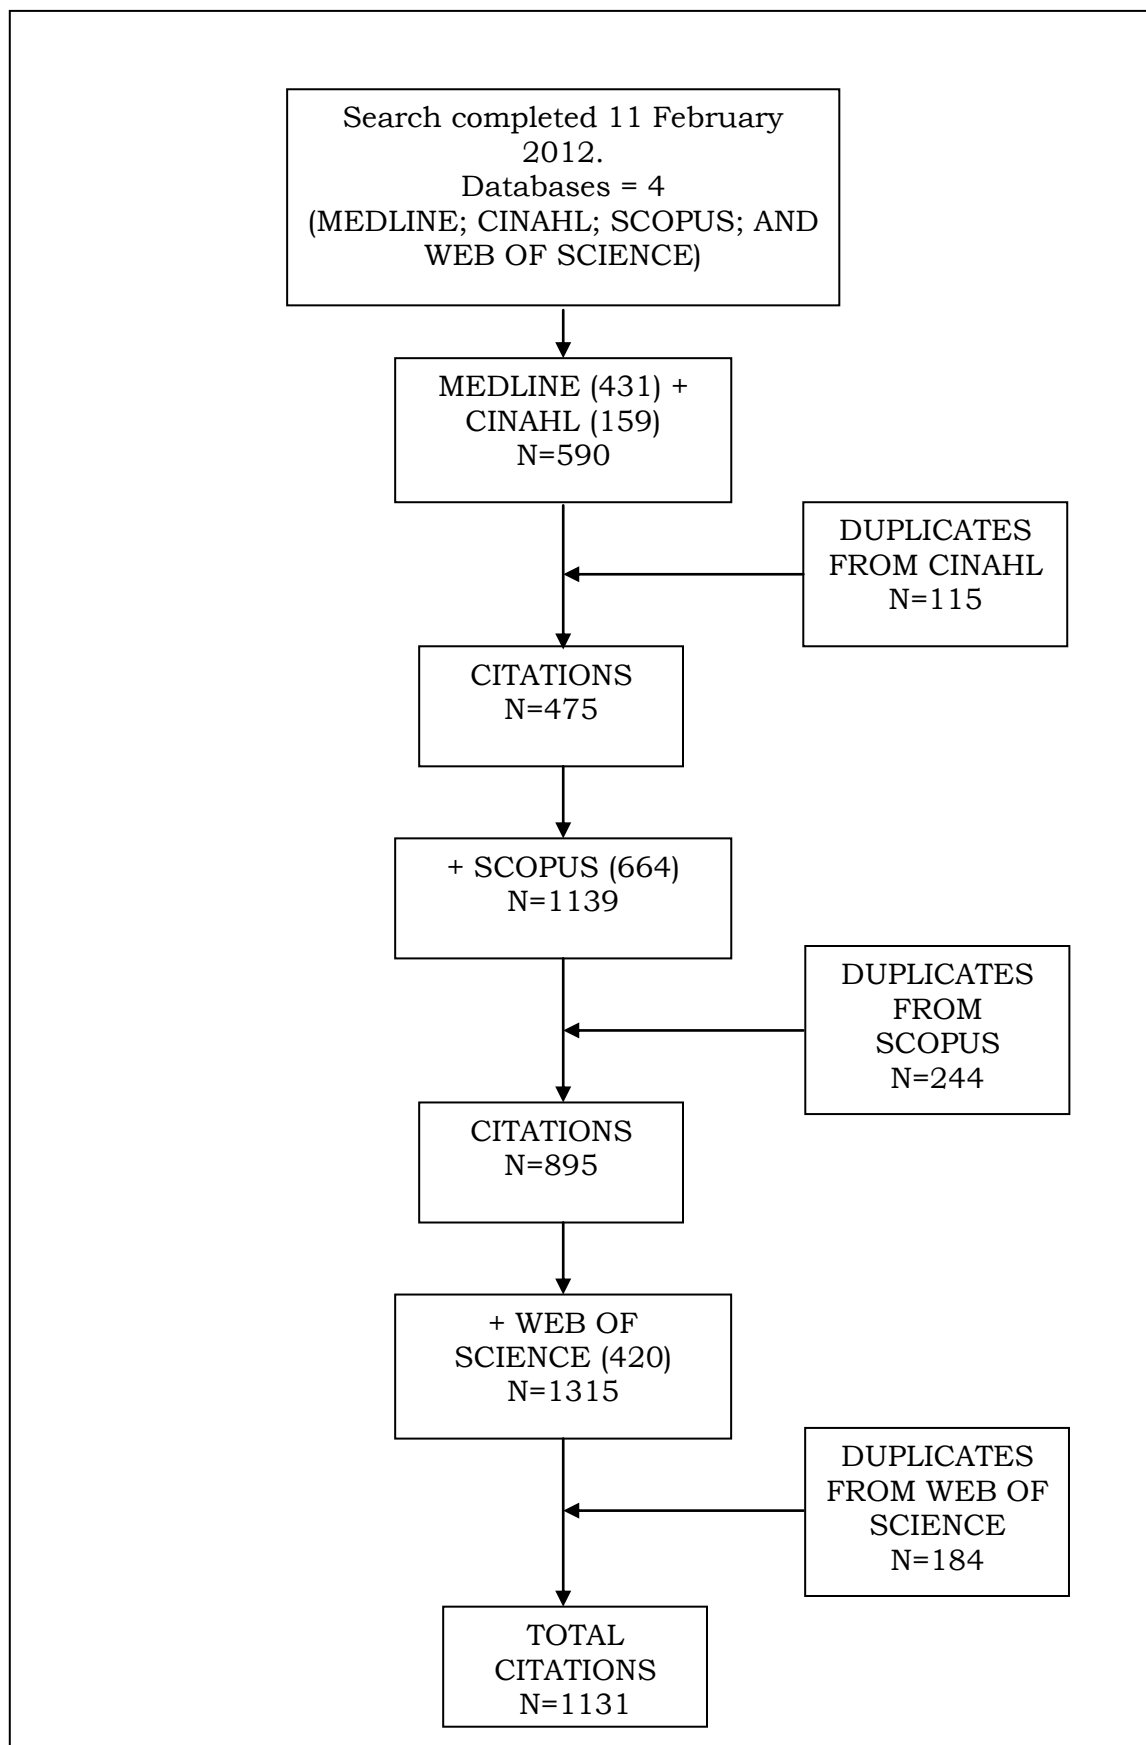 Search completed 11 February
2012.
Databases = 4
(MEDLINE; CINAHL; SCOPUS; AND
WEB OF SCIENCE)
MEDLINE (431) +
CINAHL (159)
N=590
DUPLICATES
FROM CINAHL
N=115
CITATIONS
N=475
+ SCOPUS (664)
N=1139
DUPLICATES
FROM
SCOPUS
N=244
CITATIONS
N=895
+ WEB OF
SCIENCE (420)
N=1315
DUPLICATES
FROM WEB OF
SCIENCE
N=184
TOTAL
CITATIONS
N=1131